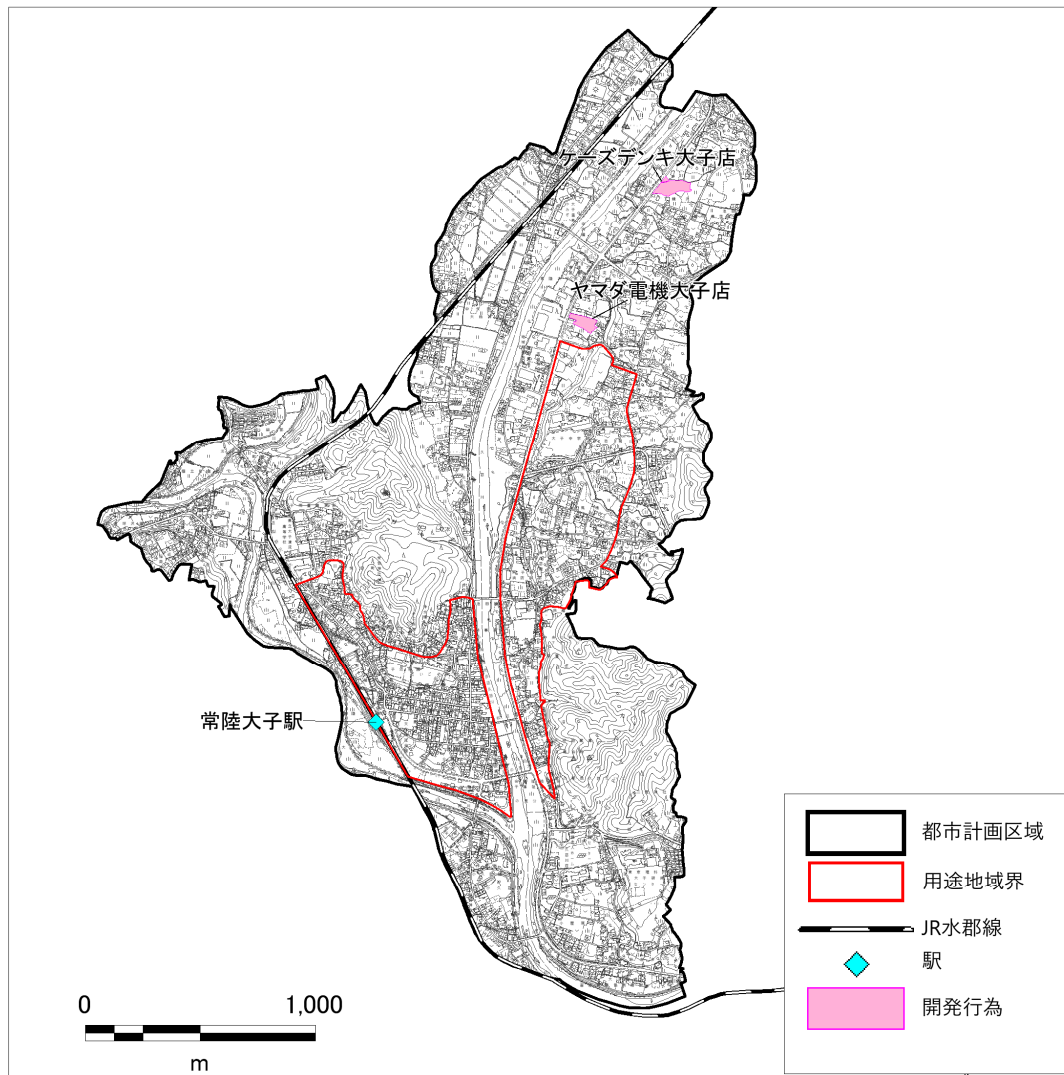 ケーズデンキ大子店
ヤマダ電機大子店
常陸大子駅
都市計画区域
用途地域界
JR水郡線
駅
開発行為
0 1,000
m